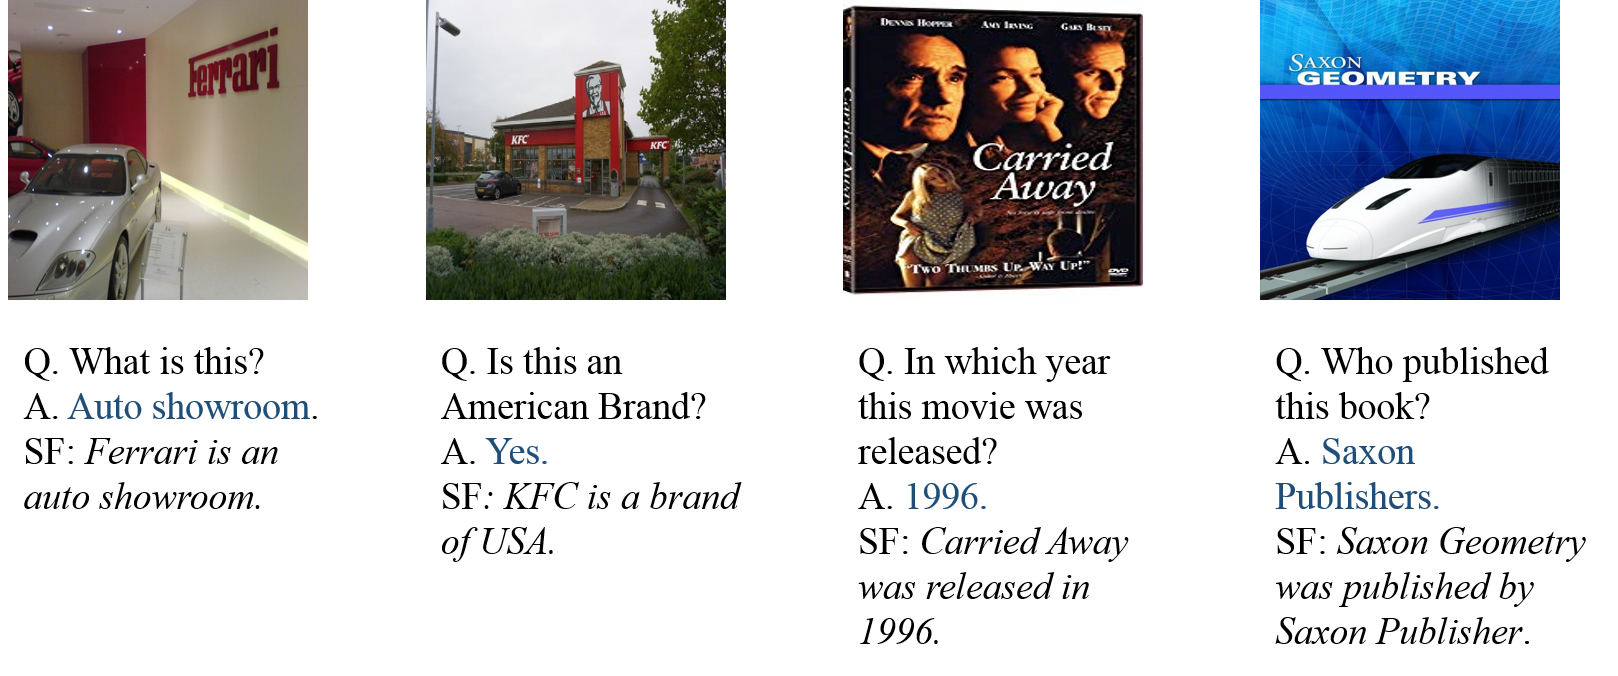 Ferrari
KFC
KFC
DENNIS HOPPER
AMY IRVING
GARY BUSEY
Carried Away
Carried
Away
"TWO THUMBS UP, WAY UP!"
DVD
SAXON
GEOMETRY
Q. What is this?
A. Auto showroom.
SF: Ferrari is an
auto showroom.
Q. Is this an
American Brand?
A. Yes.
SF: KFC is a brand
of USA.
Q. In which year
this movie was
released?
A. 1996.
SF: Carried Away
was released in
1996.
Q. Who published
this book?
A. Saxon
Publishers.
SF: Saxon Geometry
was published by
Saxon Publisher.